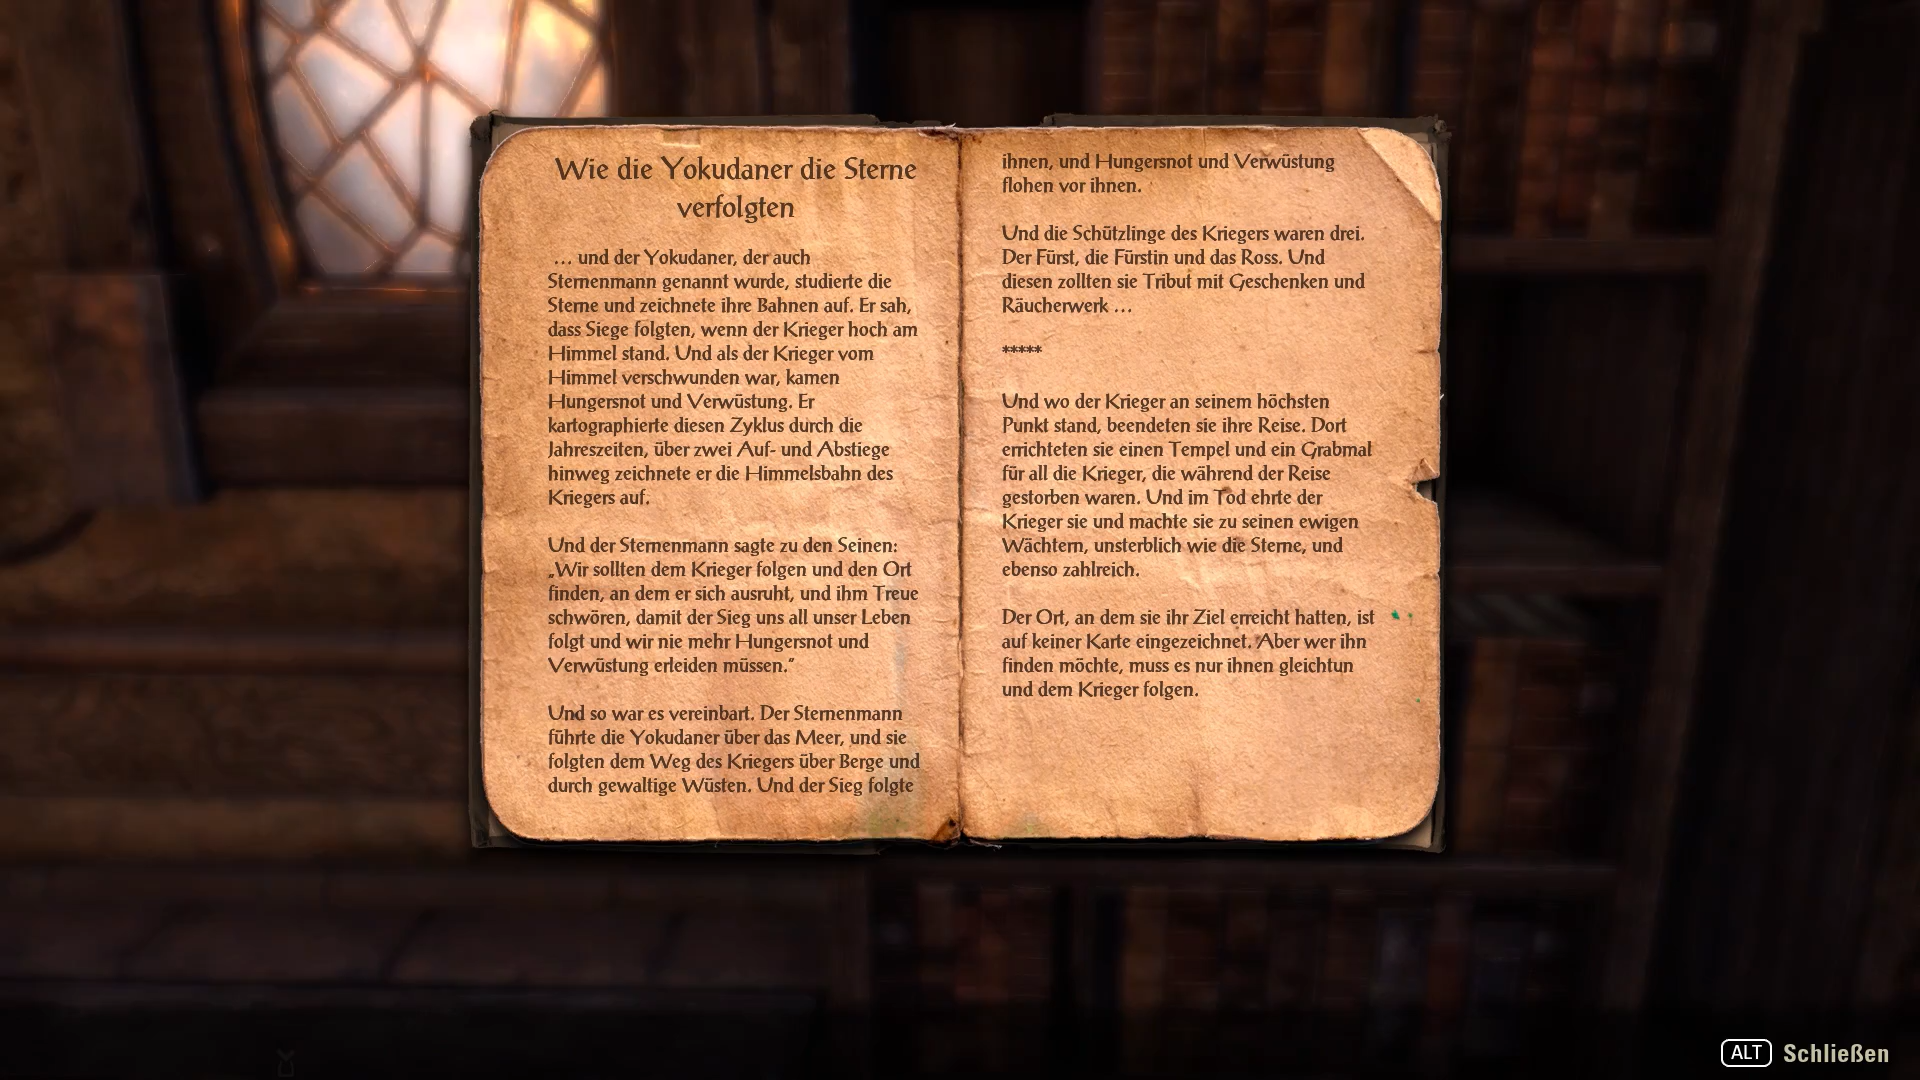 Wie die Yokudaner die Sterne
verfolgten
… und der Yokudaner, der auch
Sternenmann genannt wurde, studierte die
Sterne und zeichnete ihre Bahnen auf. Er sah,
dass Siege folgten, wenn der Krieger hoch am
Himmel stand. Und als der Krieger vom
Himmel verschwunden war, kamen
Hungersnot und Verwüstung. Er
kartographierte diesen Zyklus durch die
Jahreszeiten, über zwei Auf- und Abstiege
hinweg zeichnete er die Himmelsbahn des
Kriegers auf.
Und der Sternenmann sagte zu den Seinen:
„Wir sollten dem Krieger folgen und den Ort
finden, an dem er sich ausruht, und ihm Treue
schwören, damit der Sieg uns all unser Leben
folgt und wir nie mehr Hungersnot und
Verwüstung erleiden müssen.“
Und so war es vereinbart. Der Sternenmann
führte die Yokudaner über das Meer, und sie
folgten dem Weg des Kriegers über Berge und
durch gewaltige Wüsten. Und der Sieg folgte
ihnen, und Hungersnot und Verwüstung
flohen vor ihnen.
Und die Schützlinge des Kriegers waren drei.
Der Fürst, die Fürstin und das Ross. Und
diesen zollten sie Tribut mit Geschenken und
Räucherwerk …
*****
Und wo der Krieger an seinem höchsten
Punkt stand, beendeten sie ihre Reise. Dort
errichteten sie einen Tempel und ein Grabmal
für all die Krieger, die während der Reise
gestorben waren. Und im Tod ehrte der
Krieger sie und machte sie zu seinen ewigen
Wächtern, unsterblich wie die Sterne, und
ebenso zahlreich.
Der Ort, an dem sie ihr Ziel erreicht hatten, ist
auf keiner Karte eingezeichnet. Aber wer ihn
finden möchte, muss es nur ihnen gleichtun
und dem Krieger folgen.
ALT Schließen